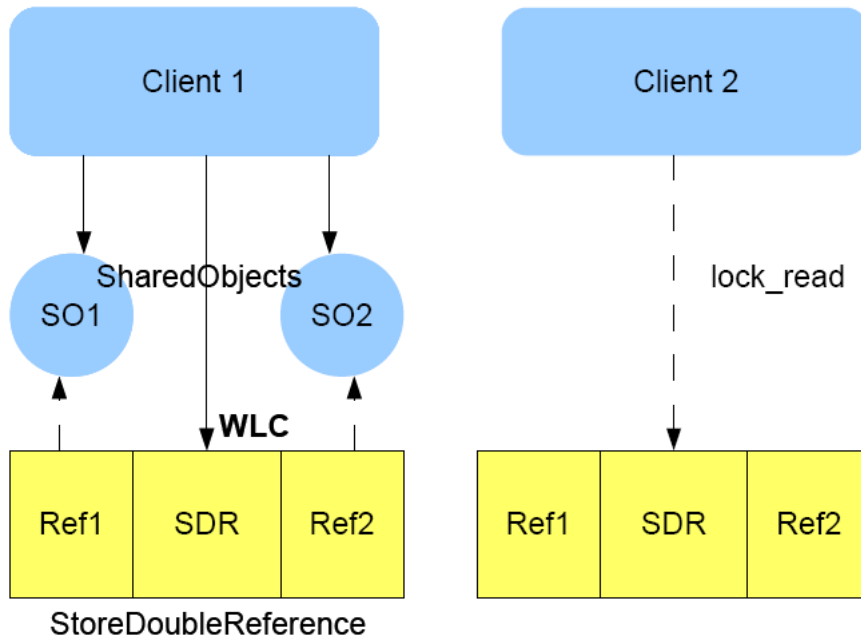 Client 1
Client 2
SharedObjects
lock_read
SO1
SO2
WLC
Ref1
SDR
Ref2
Ref1
SDR
Ref2
StoreDoubleReference